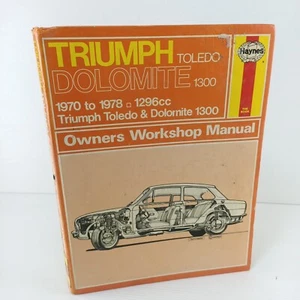 TRIUMPH TOLEDO
Haynes
DOLOMITE 1300
1970 to 1978 □ 1296cc
Triumph Toledo & Dolomite 1300
Owners Workshop Manual